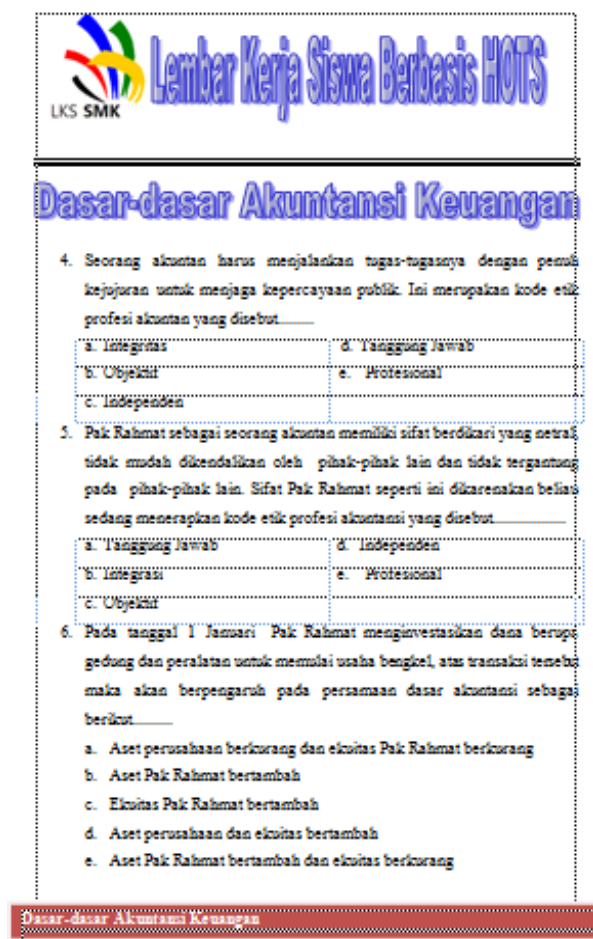 LKS SMK
Lembar Kerja Siswa Berbasis HOTS
Dasar-dasar Akuntansi Keuangan
4. Seorang akuntan harus menjalankan tugas-tugasnya dengan penuh
kejujuran untuk menjaga kepercayaan publik. Ini merupakan kode etik
profesi akuntan yang disebut............
a. Integritas d. Tanggung Jawab
b. Objektif e. Profesional
c. Independen
5. Pak Rahmat sebagai seorang akuntan memiliki sifat berdikari yang netral,
tidak mudah dikendalikan oleh pihak-pihak lain dan tidak tergantung
pada pihak-pihak lain. Sifat Pak Rahmat seperti ini dikarenakan beliau
sedang menerapkan kode etik profesi akuntansi yang disebut........................
a. Tanggung Jawab d. Independen
b. Integrasi e. Profesional
c. Objektif
6. Pada tanggal 1 Januari Pak Rahmat menginvestasikan dana berupa
gedung dan peralatan untuk memulai usaha bengkel, atas transaksi tersebut
maka akan berpengaruh pada persamaan dasar akuntansi sebagai
berikut.............
a. Aset perusahaan berkurang dan ekuitas Pak Rahmat berkurang
b. Aset Pak Rahmat bertambah
c. Ekuitas Pak Rahmat bertambah
d. Aset perusahaan dan ekuitas bertambah
e. Aset Pak Rahmat bertambah dan ekuitas berkurang
Dasar-dasar Akuntansi Keuangan